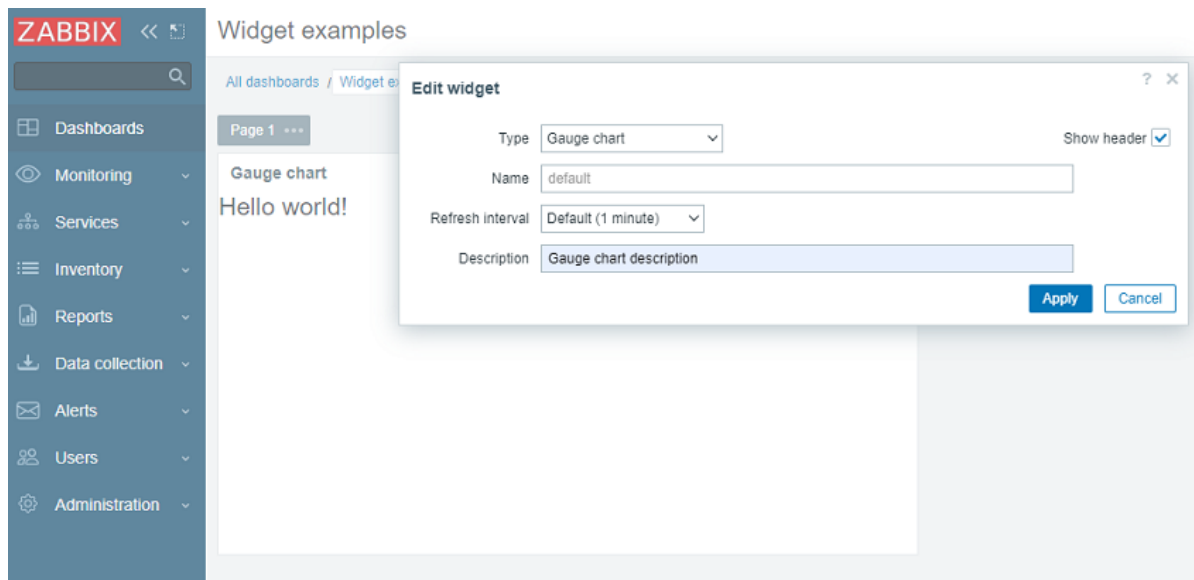 ZABBIX
Widget examples
All dashboards / Widget ex
Edit widget
?
Page 1
Type Gauge chart Show header
Name default
Refresh interval Default (1 minute)
Description Gauge chart description
Apply Cancel
Gauge chart
Hello world!
Dashboards
Monitoring
Services
Inventory
Reports
Data collection
Alerts
Users
Administration